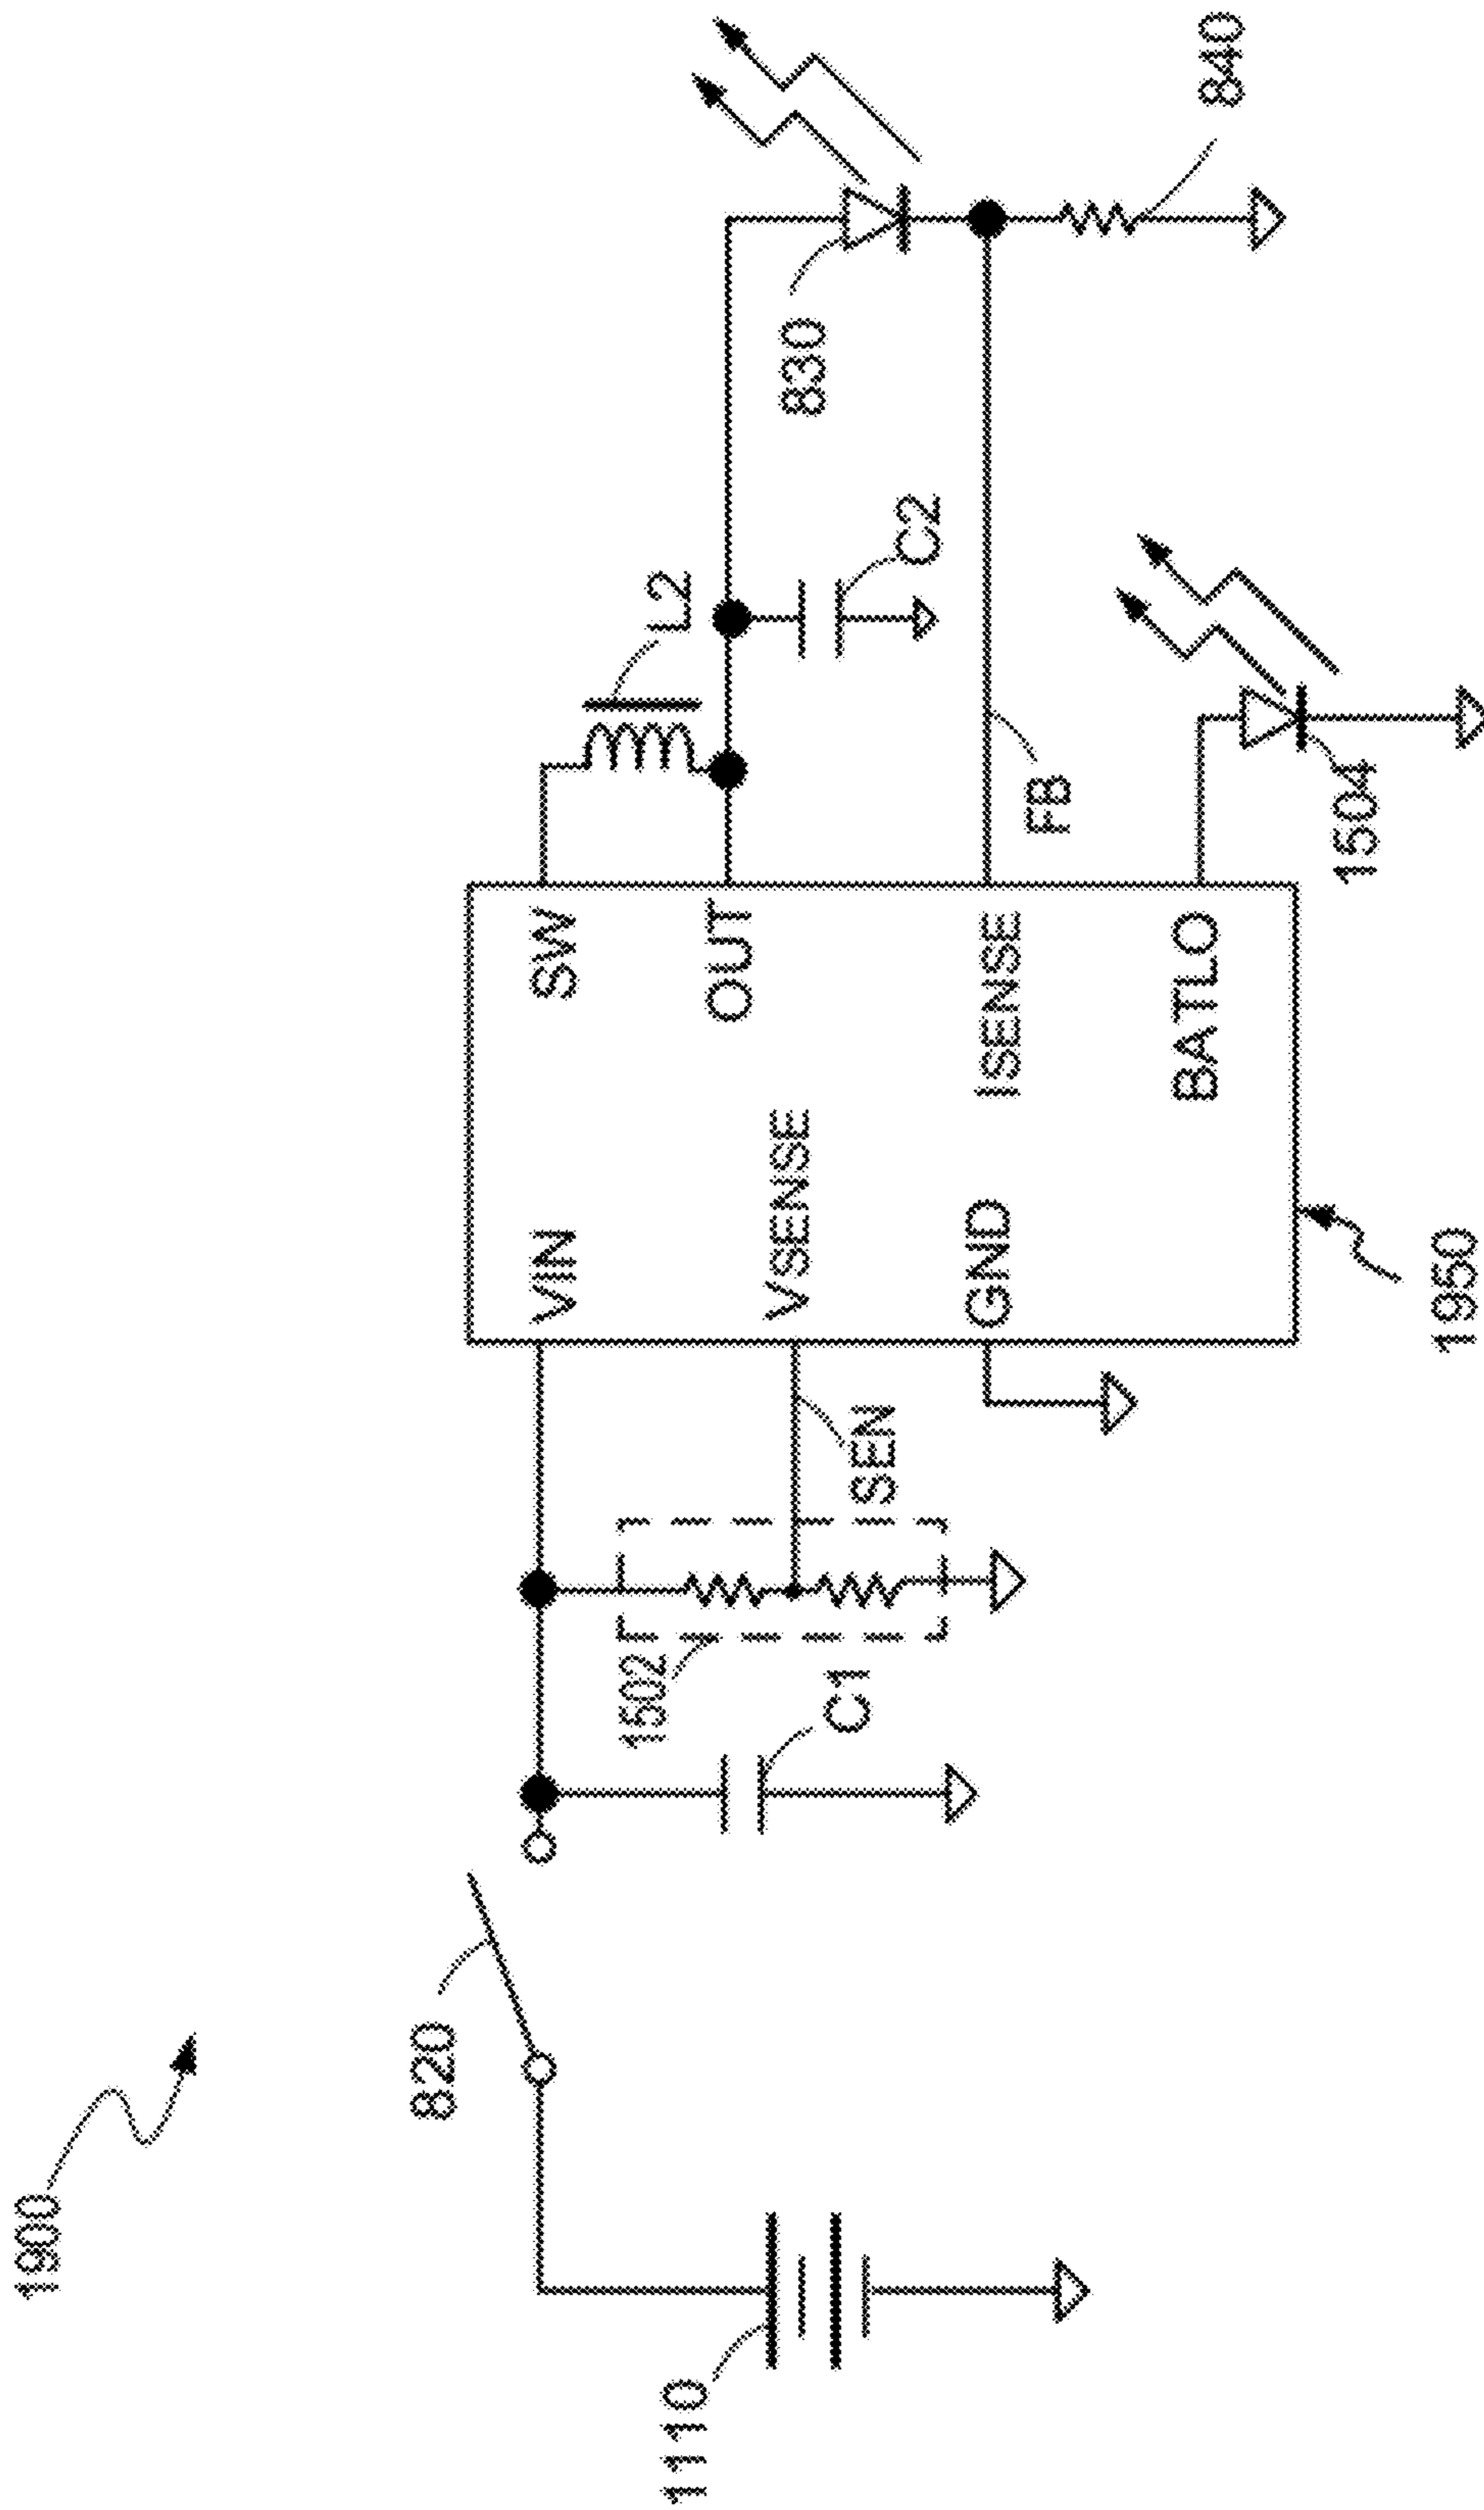 1900
1110
820
C1
1502
SEN
VIN
VSENSE
GND
SW
OUT
ISENSE
BATLO
1950
L2
C2
FB
1504
830
840